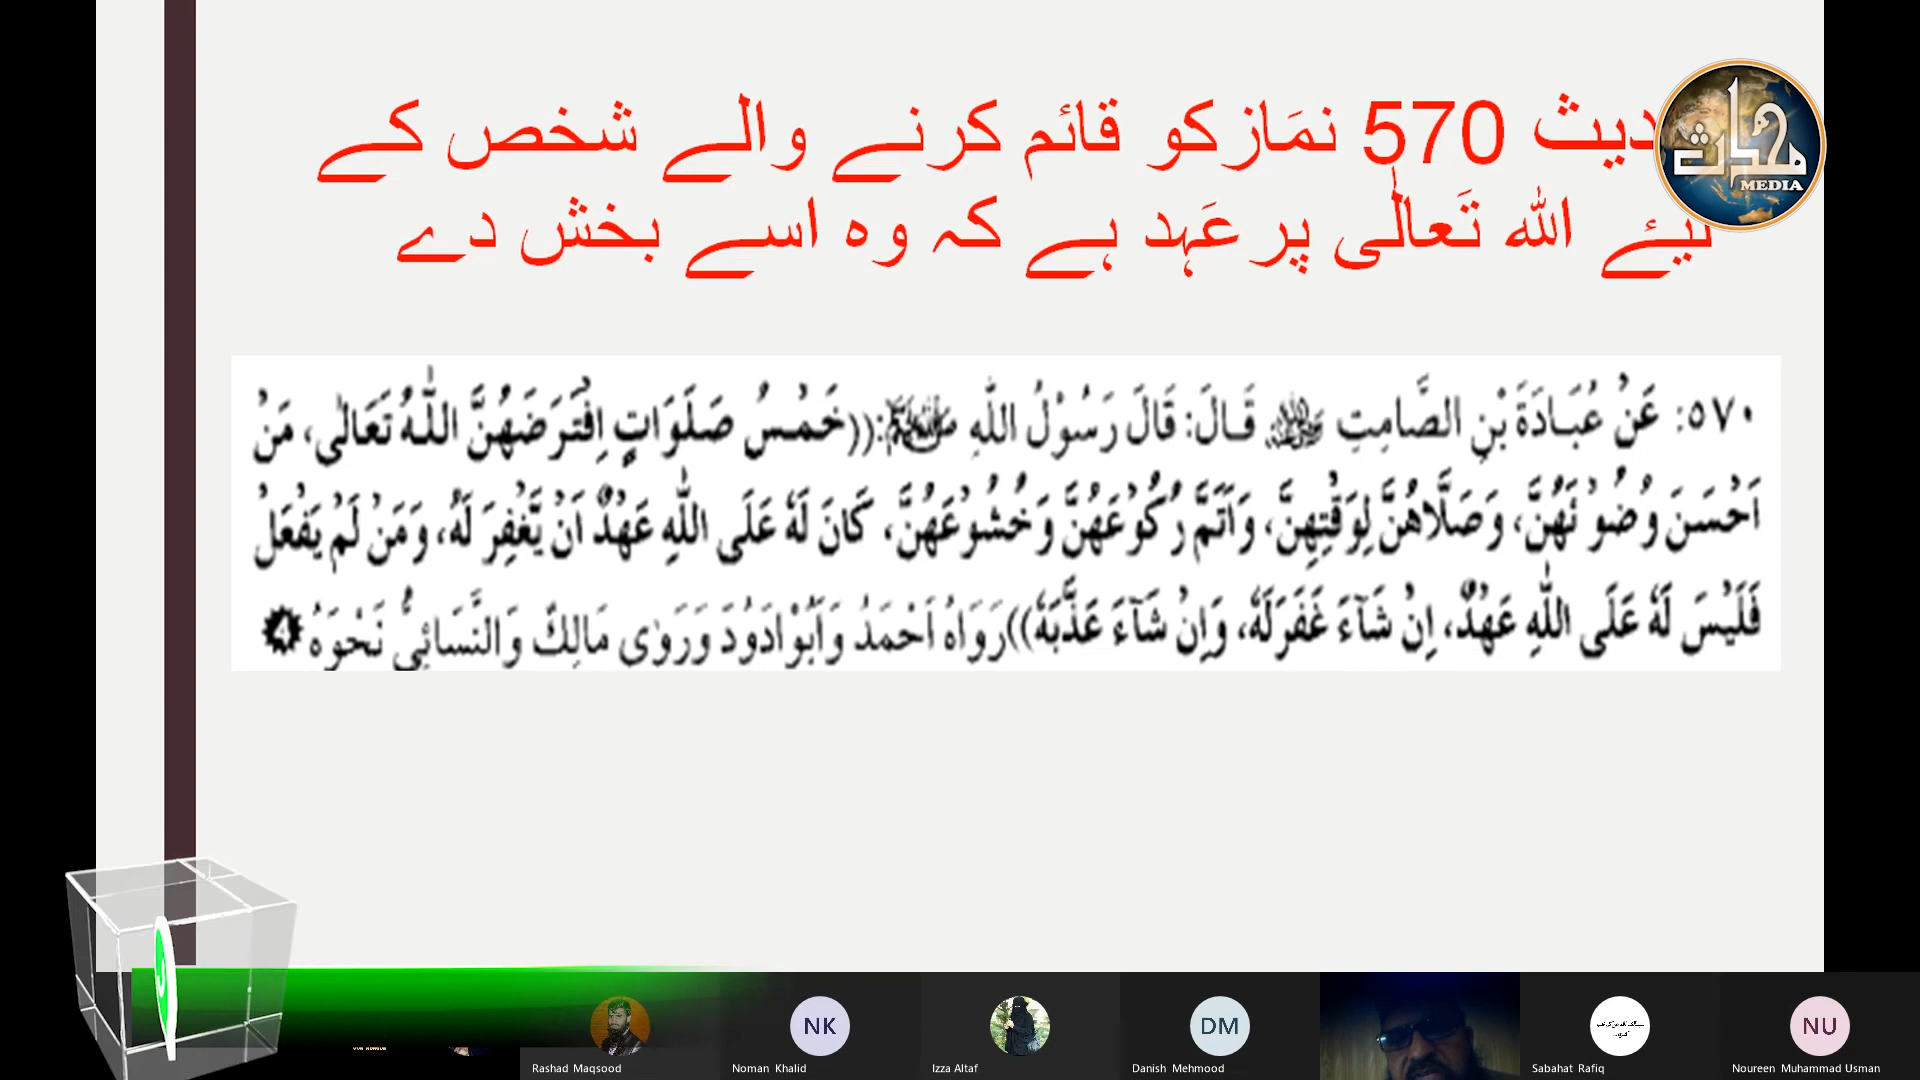 حدیث 570 نمَازکو قائم کرنے والے شخص کے
لیئے اللہ تَعالٰی پر عَہد ہے کہ وہ اسے بخش دے
MEDIA
٥٧٠: عَنْ عُبَادَةَ بْنِ الصَّامِتِ قَالَ: قَالَ رَسُوْلُ اللّٰهِ ﷺ: ((خَمْسُ صَلَوَاتٍ اِفْتَرَضَهُنَّ اللّٰهُ تَعَالٰى، مَنْ
اَحْسَنَ وُضُوْئَهُنَّ، وَصَلَّاهُنَّ لِوَقْتِهِنَّ، وَاَتَمَّ رُكُوْعَهُنَّ وَخُشُوْعَهُنَّ، كَانَ لَهٗ عَلَى اللّٰهِ عَهْدٌ اَنْ يَّغْفِرَ لَهٗ، وَمَنْ لَمْ يَفْعَلْ
فَلَيْسَ لَهٗ عَلَى اللّٰهِ عَهْدٌ، اِنْ شَآءَ غَفَرَلَهٗ، وَاِنْ شَآءَ عَذَّبَهٗ)) رَوَاهُ اَحْمَدُ وَاَبُوْدَاوُدَ وَرَوٰى مَالِكٌ وَالنَّسَائِيُّ نَحْوَهٗ
NK
DM
NU
Rashad Maqsood
Noman Khalid
Izza Altaf
Danish Mehmood
Sabahat Rafiq
Noureen Muhammad Usman